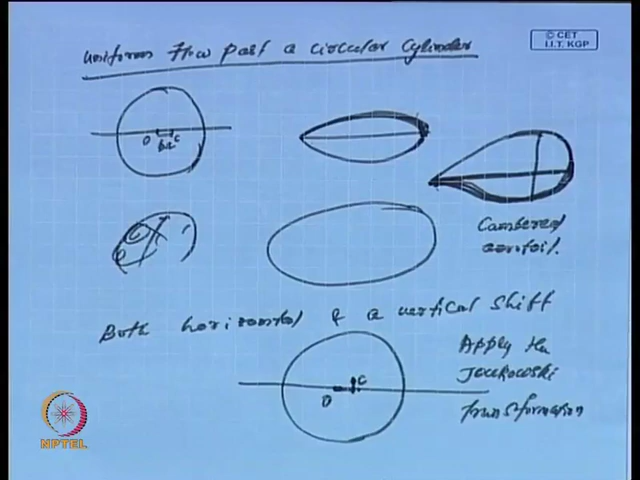 Uniform Flow past a circular cylinder
© CET
I.I.T. KGP
O C
Cambered
aerofoil.
Both horizontal & a vertical shift
Apply the
Joukowski
transformation
O C
NPTEL